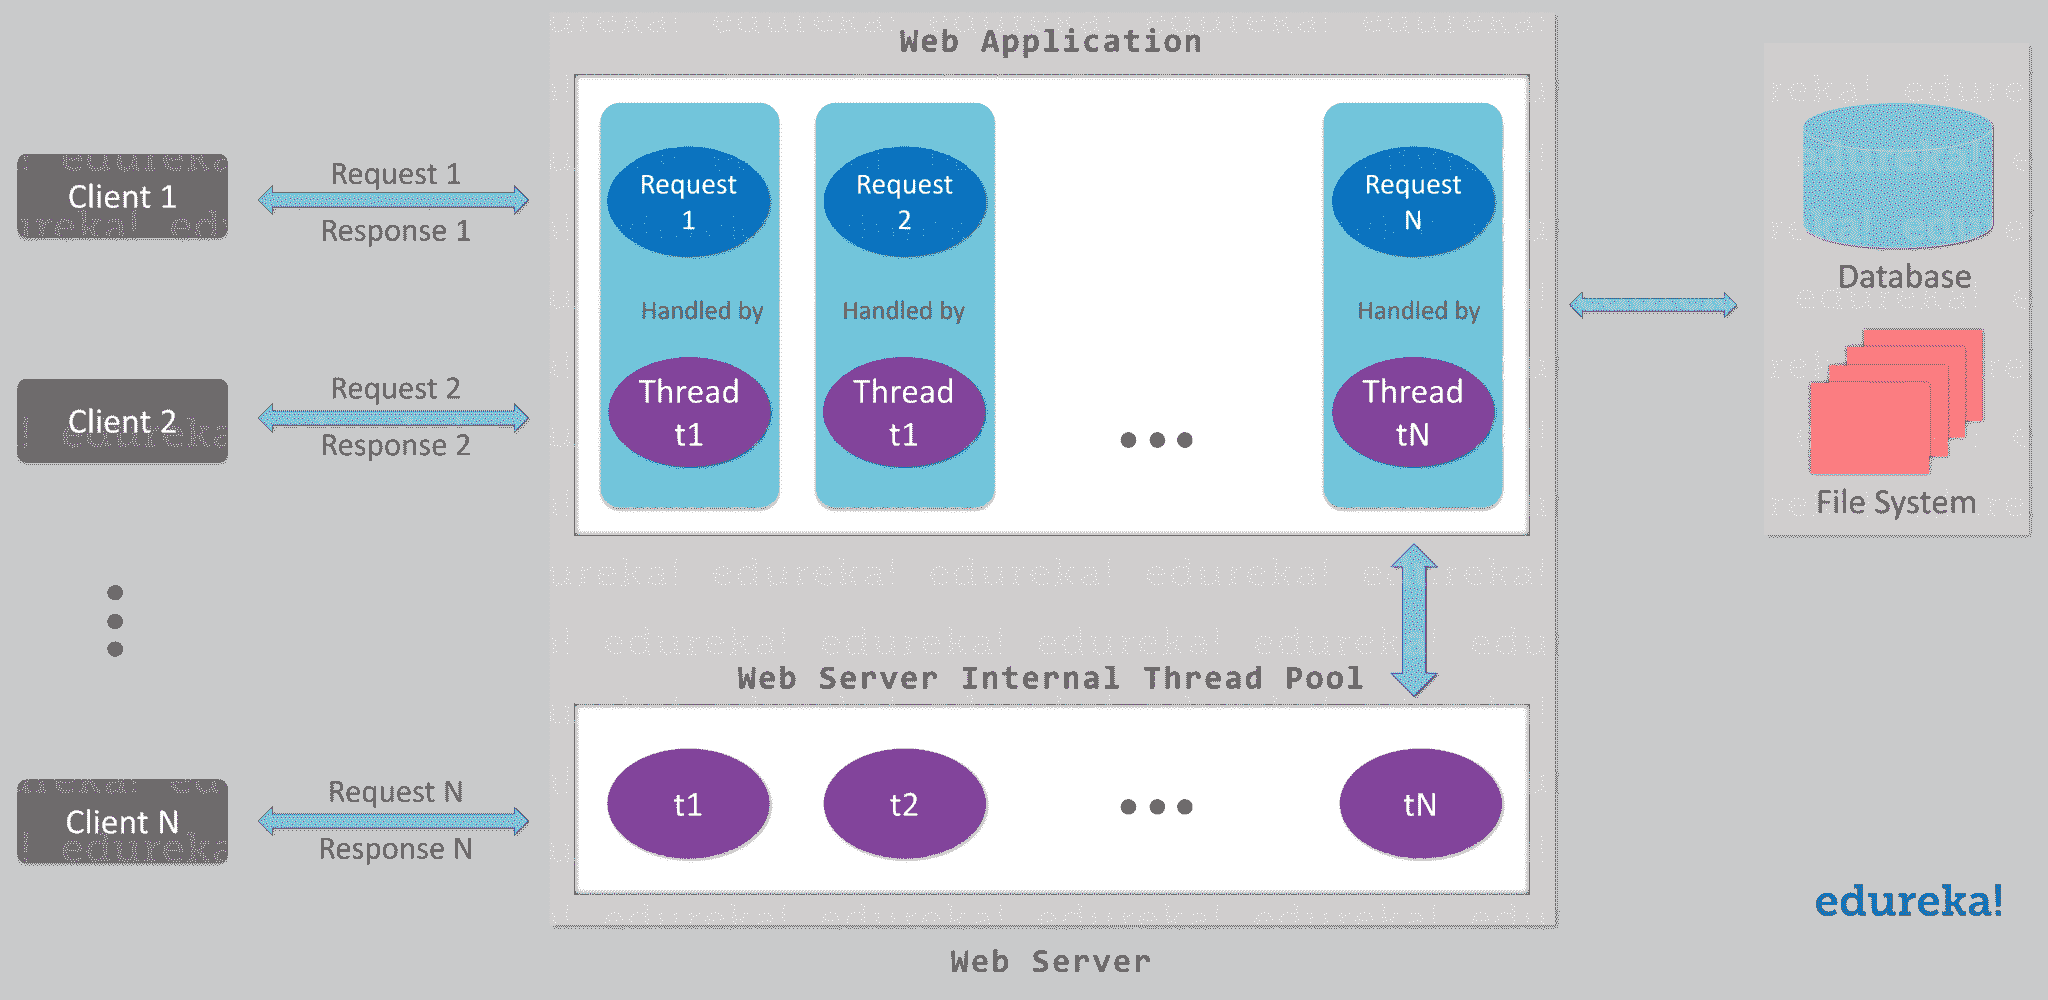 Web Application
Client 1
Request 1
Response 1
Request
1
Handled by
Thread
t1
Request
2
Handled by
Thread
t1
Request
N
Handled by
Thread
tN
Database
File System
Client 2
Request 2
Response 2
Web Server Internal Thread Pool
t1
t2
tN
Client N
Request N
Response N
Web Server
edureka!